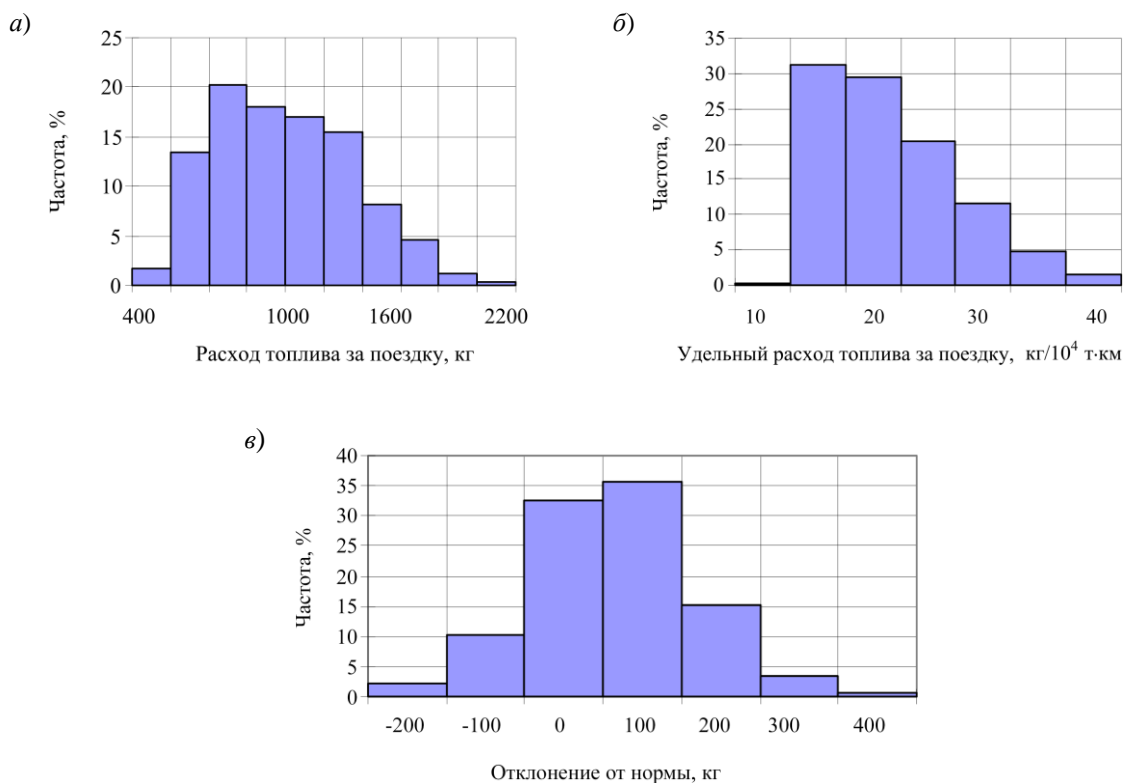 а)
25
20
15
10
5
0
Частота, %
400 1000 1600 2200
Расход топлива за поездку, кг
б)
35
30
25
20
15
10
5
0
Частота, %
10 20 30 40
Удельный расход топлива за поездку, кг/10⁴ т·км
в)
40
35
30
25
20
15
10
5
0
Частота, %
-200 -100 0 100 200 300 400
Отклонение от нормы, кг